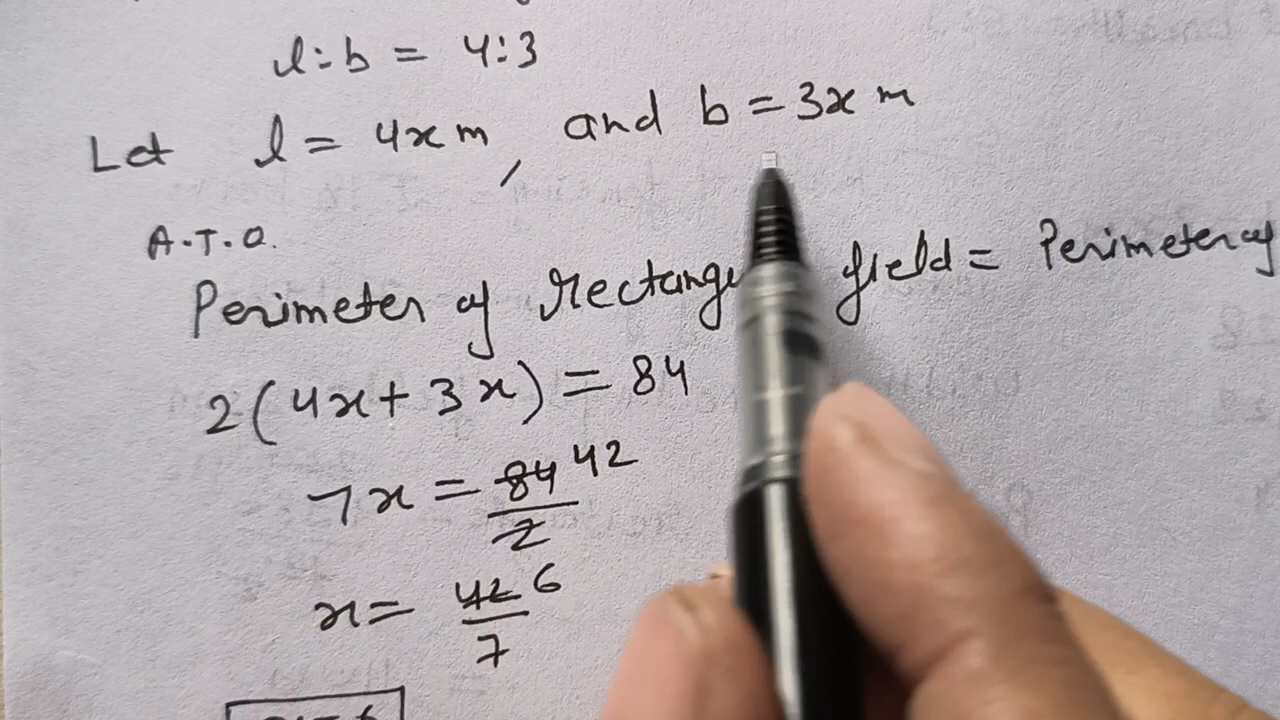 l:b = 4:3
Let l = 4x m, and b = 3x m
A.T.Q.
Perimeter of field = Perimeter of
2(4x + 3x) = 84
7x = 84/2 42
x = 42/7 6